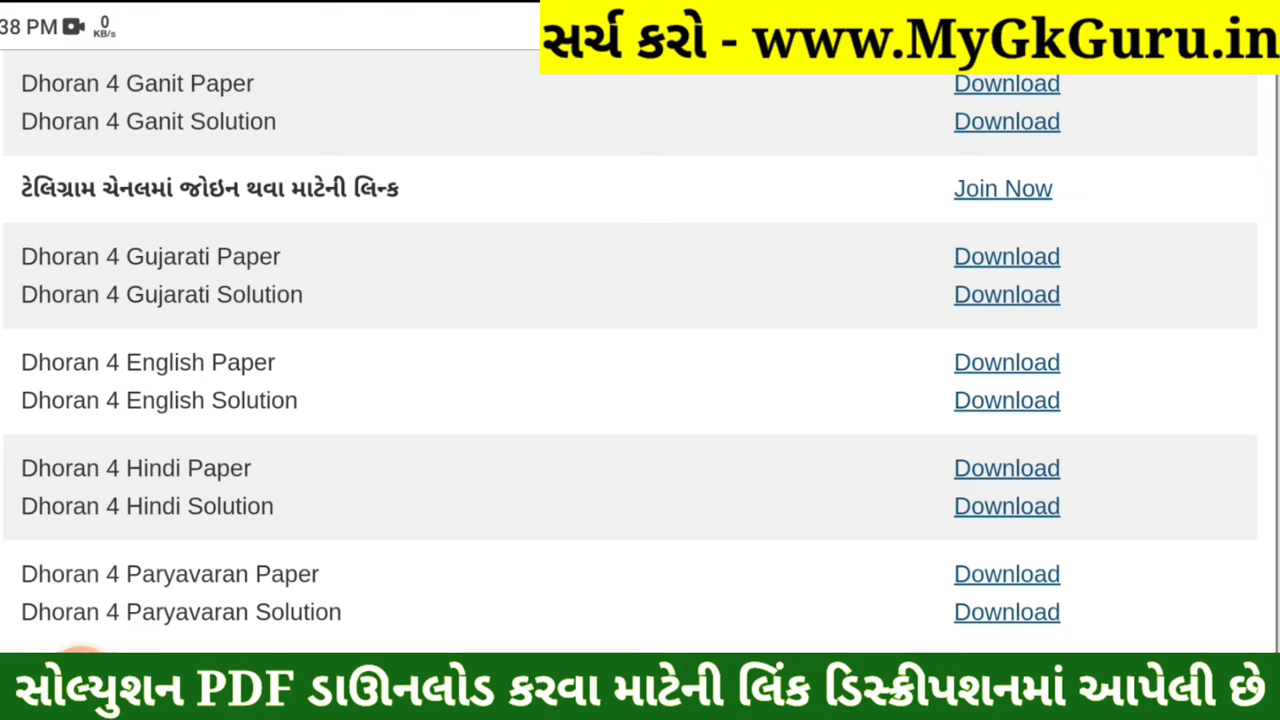 38 PM 0 KB/s
સર્ચ કરો - www.MyGkGuru.in
Dhoran 4 Ganit Paper Download
Dhoran 4 Ganit Solution Download
ટેલિગ્રામ ચેનલમાં જોઇન થવા માટેની લિન્ક Join Now
Dhoran 4 Gujarati Paper Download
Dhoran 4 Gujarati Solution Download
Dhoran 4 English Paper Download
Dhoran 4 English Solution Download
Dhoran 4 Hindi Paper Download
Dhoran 4 Hindi Solution Download
Dhoran 4 Paryavaran Paper Download
Dhoran 4 Paryavaran Solution Download
સોલ્યુશન PDF ડાઊનલોડ કરવા માટેની લિંક ડિસ્ક્રીપશનમાં આપેલી છે